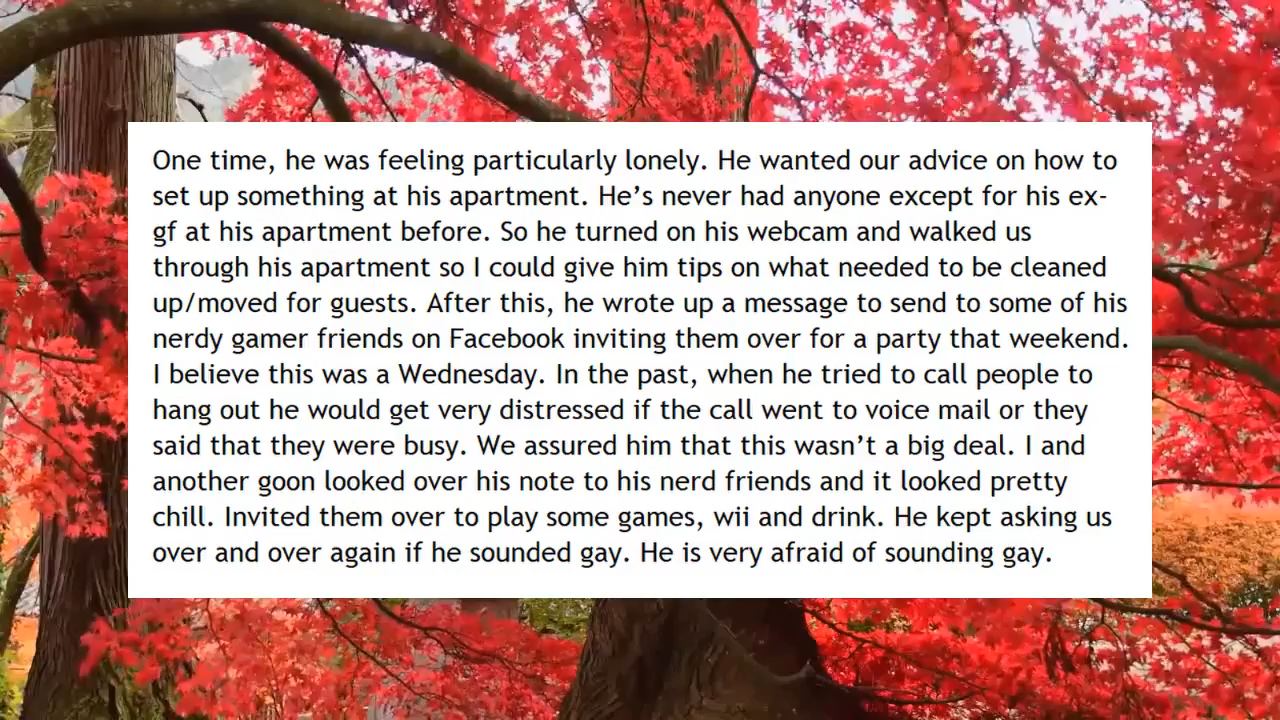 One time, he was feeling particularly lonely. He wanted our advice on how to
set up something at his apartment. He’s never had anyone except for his ex-
gf at his apartment before. So he turned on his webcam and walked us
through his apartment so I could give him tips on what needed to be cleaned
up/moved for guests. After this, he wrote up a message to send to some of his
nerdy gamer friends on Facebook inviting them over for a party that weekend.
I believe this was a Wednesday. In the past, when he tried to call people to
hang out he would get very distressed if the call went to voice mail or they
said that they were busy. We assured him that this wasn’t a big deal. I and
another goon looked over his note to his nerd friends and it looked pretty
chill. Invited them over to play some games, wii and drink. He kept asking us
over and over again if he sounded gay. He is very afraid of sounding gay.